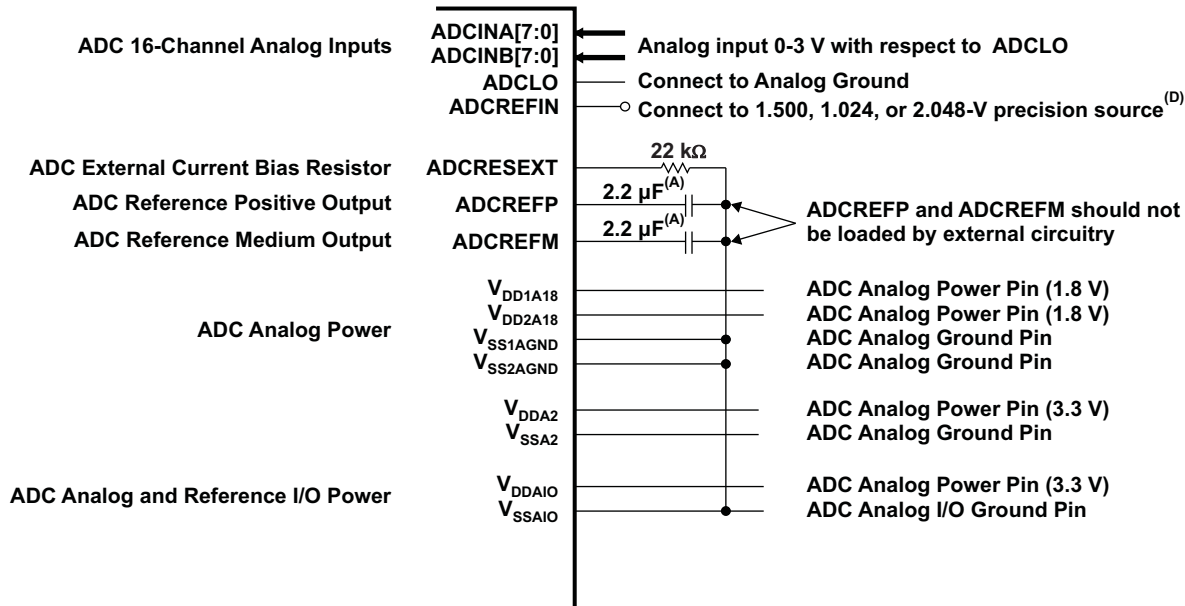 ADC 16-Channel Analog Inputs
ADCINA[7:0]
ADCINB[7:0]
Analog input 0-3 V with respect to ADCLO
ADCLO
Connect to Analog Ground
ADCREFIN
Connect to 1.500, 1.024, or 2.048-V precision source(D)
22 kΩ
ADC External Current Bias Resistor
ADCRESEXT
2.2 μF(A)
ADC Reference Positive Output
ADCREFP
ADCREFP and ADCREFM should not
be loaded by external circuitry
2.2 μF(A)
ADC Reference Medium Output
ADCREFM
VDD1A18
ADC Analog Power Pin (1.8 V)
VDD2A18
ADC Analog Power Pin (1.8 V)
ADC Analog Power
VSS1AGND
ADC Analog Ground Pin
VSS2AGND
ADC Analog Ground Pin
VDDA2
ADC Analog Power Pin (3.3 V)
VSSA2
ADC Analog Ground Pin
ADC Analog and Reference I/O Power
VDDAIO
ADC Analog Power Pin (3.3 V)
VSSAIO
ADC Analog I/O Ground Pin